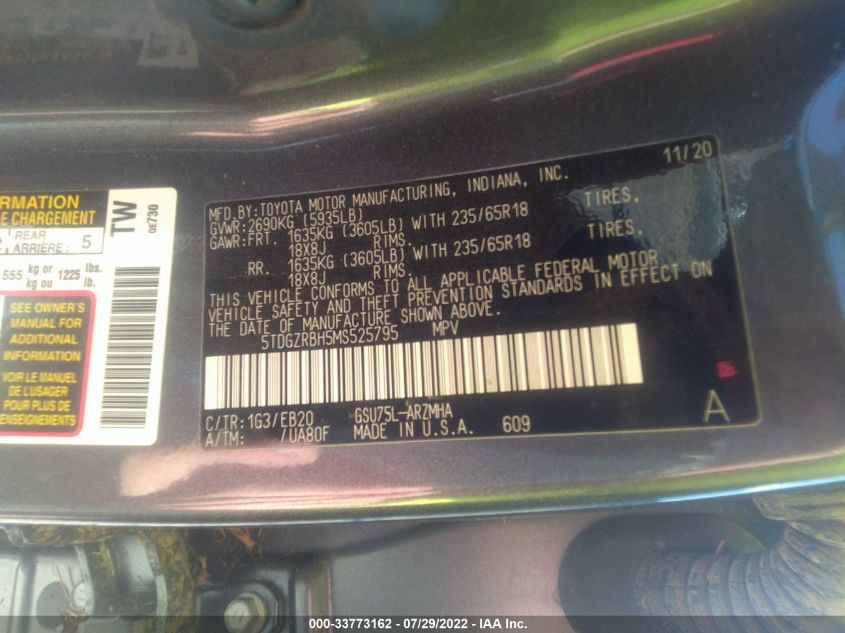 FORMATION
E CHARGEMENT
REAR
ARRIÈRE: 5
555 kg or 1225 lbs.
kg ou lb.
SEE OWNER'S
MANUAL FOR
ADDITIONAL
INFORMATION
VOIR LE MANUEL
DE L'USAGER
POUR PLUS DE
RENSEIGNEMENTS
TW
0E730
11/20
MFD.BY:TOYOTA MOTOR MANUFACTURING, INDIANA, INC.
GVWR:2690KG (5935LB)
GAWR:FRT. 1635KG (3605LB) WITH 235/65R18 TIRES,
18X8J RIMS.
RR. 1635KG (3605LB) WITH 235/65R18 TIRES,
18X8J RIMS.
THIS VEHICLE CONFORMS TO ALL APPLICABLE FEDERAL MOTOR
VEHICLE SAFETY AND THEFT PREVENTION STANDARDS IN EFFECT ON
THE DATE OF MANUFACTURE SHOWN ABOVE.
5TDGZRBH5MS525795 MPV
C/TR: 1G3/EB20 GSU75L-ARZMHA
A/TM: /UA80F MADE IN U.S.A. 609
A
000-33773162 - 07/29/2022 - IAA Inc.